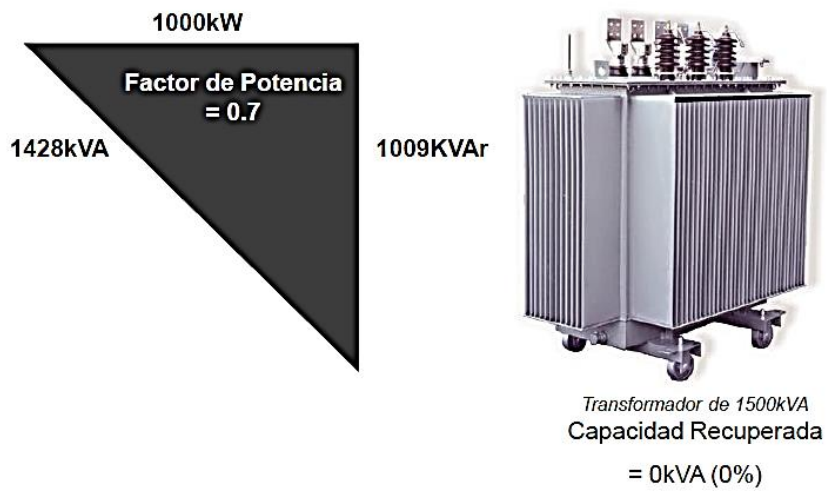 1000kW
Factor de Potencia
= 0.7
1428kVA
1009KVAr
Transformador de 1500kVA
Capacidad Recuperada
= 0kVA (0%)